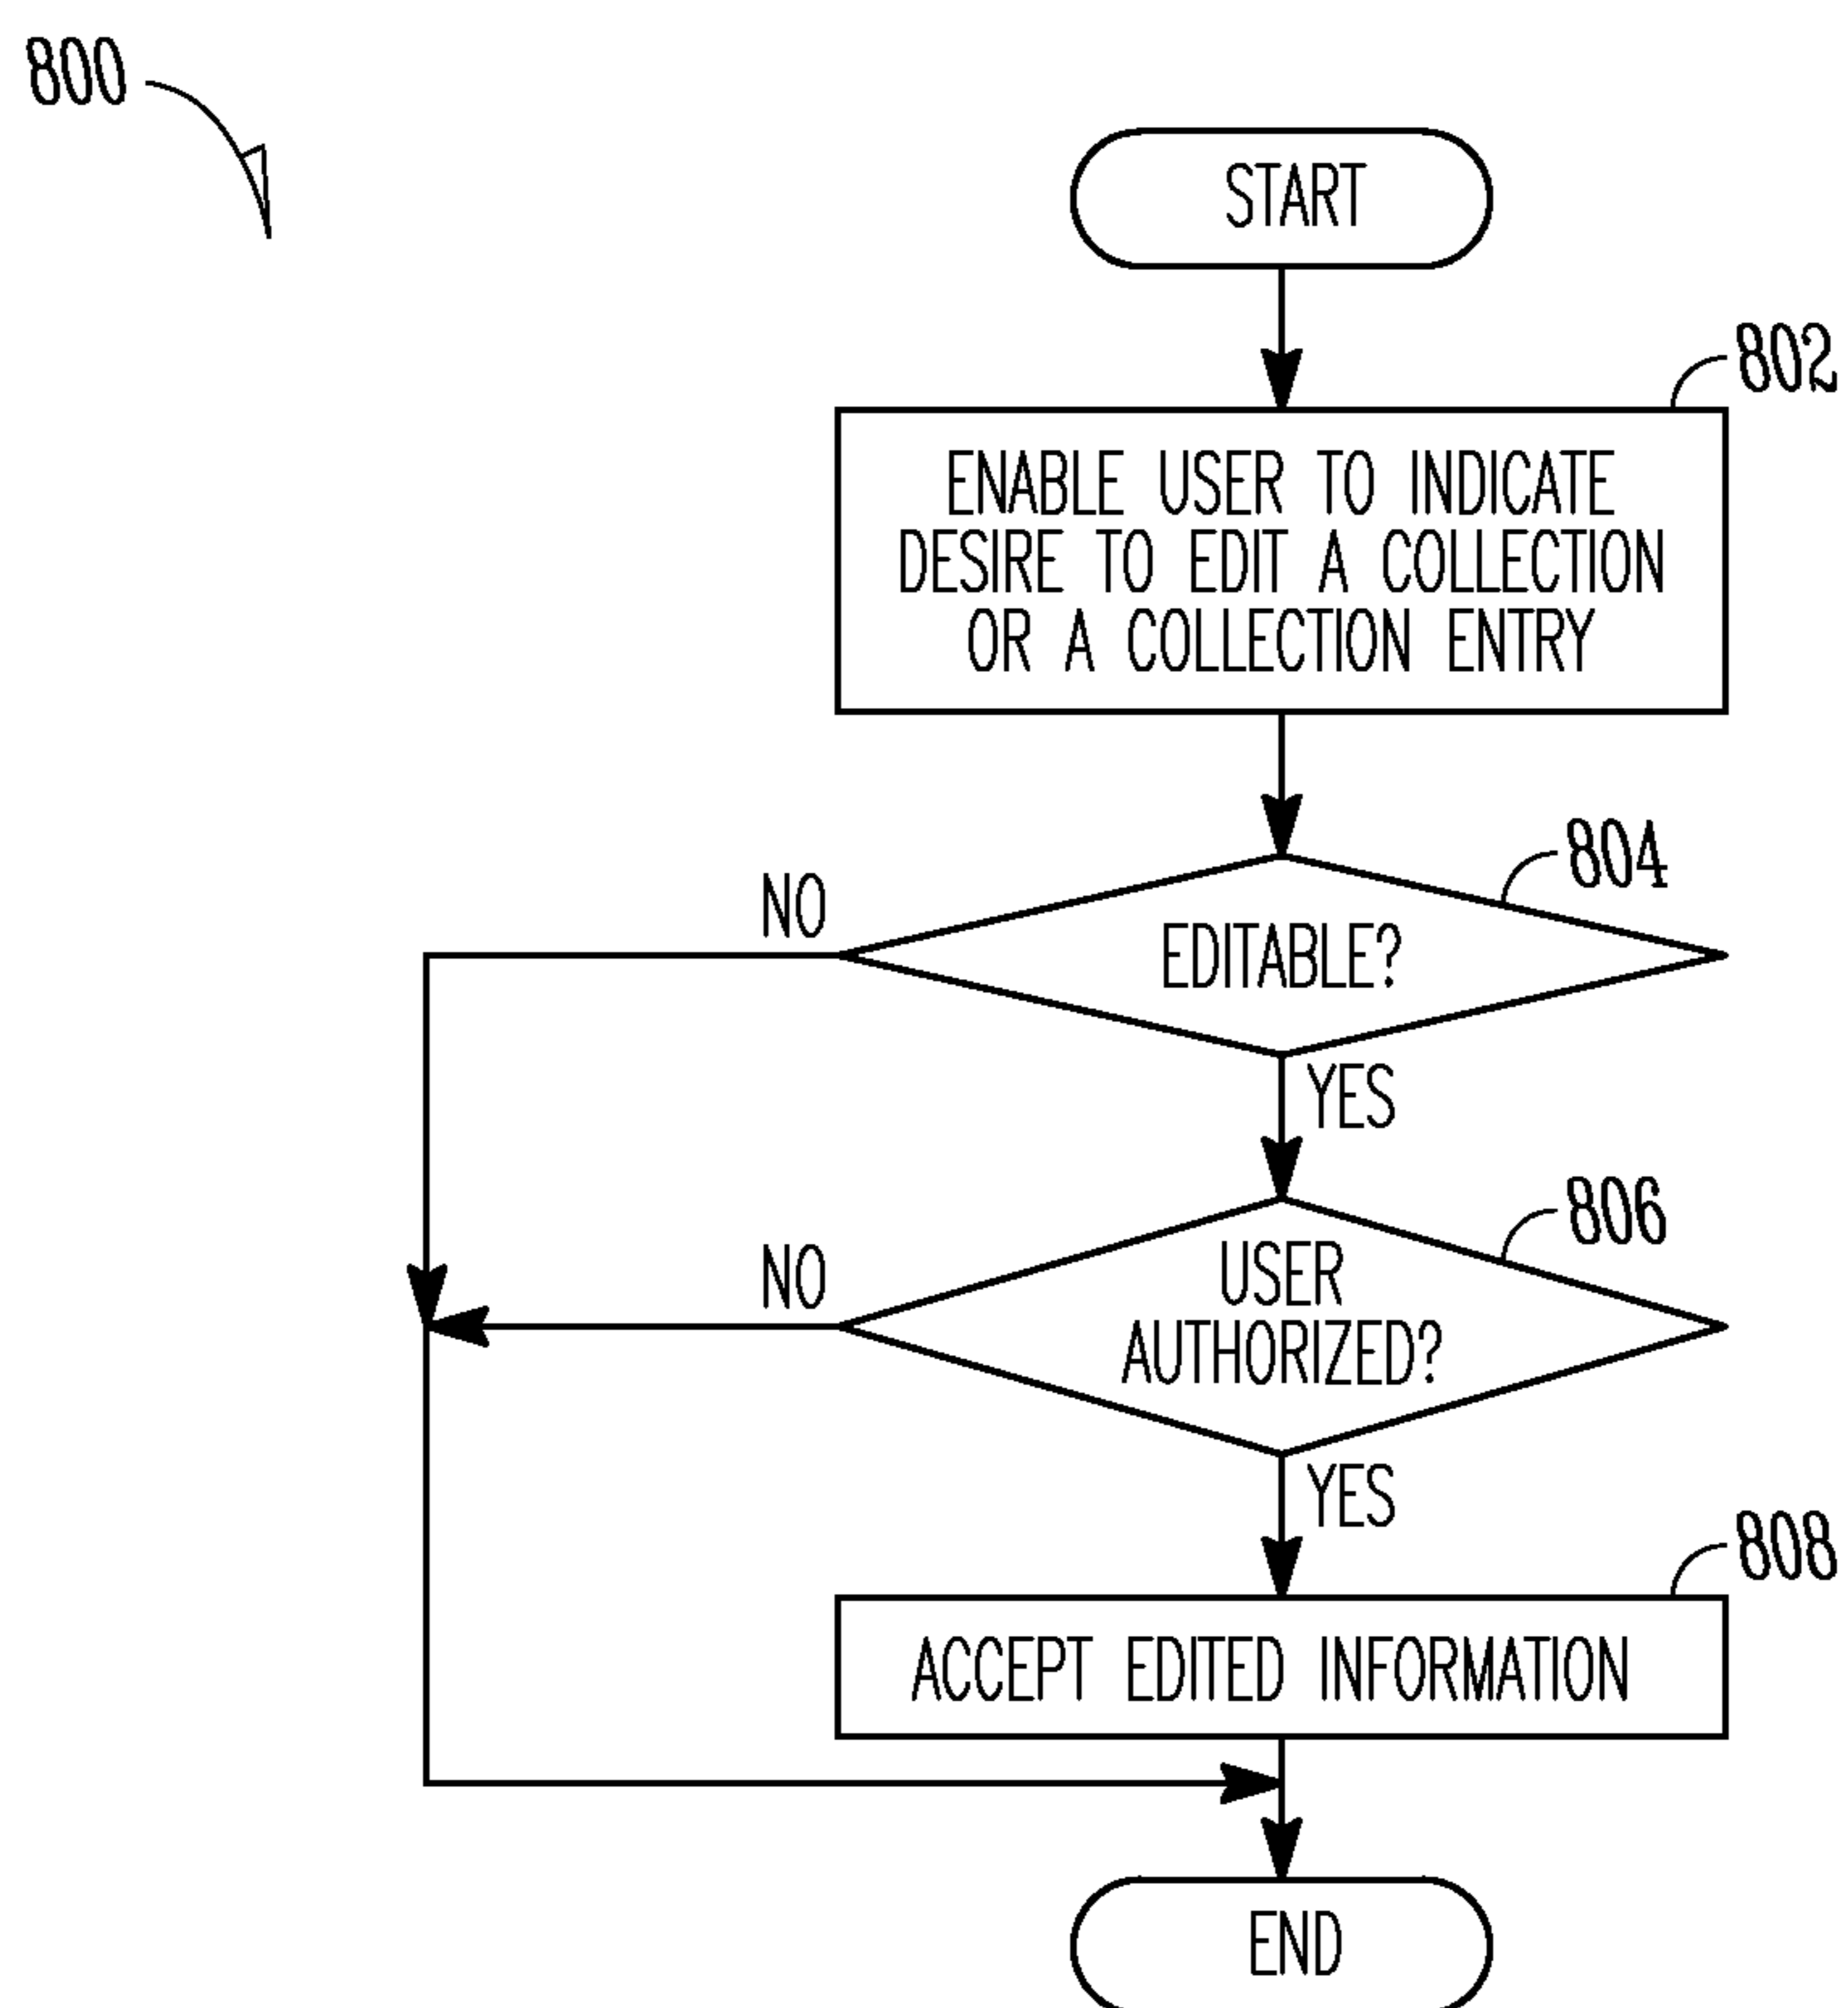 800
START
802
ENABLE USER TO INDICATE
DESIRE TO EDIT A COLLECTION
OR A COLLECTION ENTRY
804
NO
EDITABLE?
YES
806
NO
USER
AUTHORIZED?
YES
808
ACCEPT EDITED INFORMATION
END